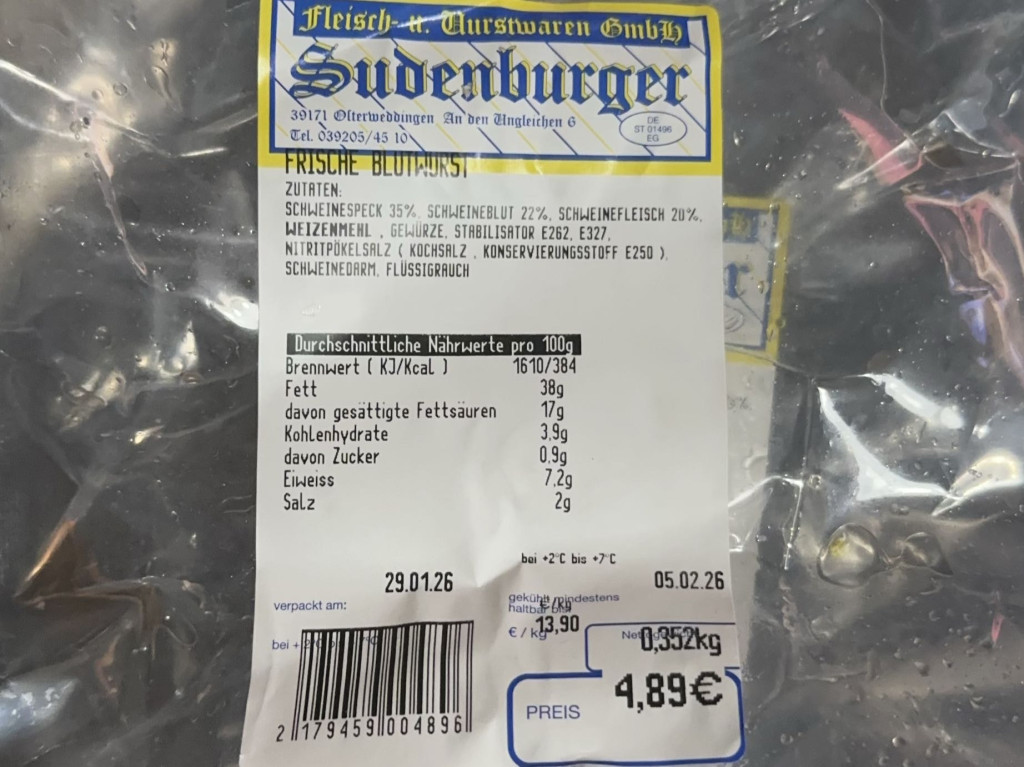 Fleisch- u. Wurstwaren GmbH
Sudenburger
39171 Osterweddingen An den Ungleichen 6
Tel. 039205/45 10
DE
ST 01496
EG
FRISCHE BLUTWURST
ZUTATEN:
SCHWEINESPECK 35%, SCHWEINEBLUT 22%, SCHWEINEFLEISCH 20%,
WEIZENMEHL , GEWÜRZE, STABILISATOR E262, E327,
NITRITPÖKELSALZ ( KOCHSALZ , KONSERVIERUNGSSTOFF E250 ),
SCHWEINEDARM, FLÜSSIGRAUCH
Durchschnittliche Nährwerte pro 100g
Brennwert ( KJ/Kcal ) 1610/384
Fett 38g
davon gesättigte Fettsäuren 17g
Kohlenhydrate 3,9g
davon Zucker 0,9g
Eiweiss 7,2g
Salz 2g
bei +2°C bis +7°C
29.01.26 05.02.26
verpackt am:
gekühlt mindestens
haltbar bis
€/kg
€ / kg 13,90
bei +2°C
0,352kg
4,89€
PREIS
2 179459 004896